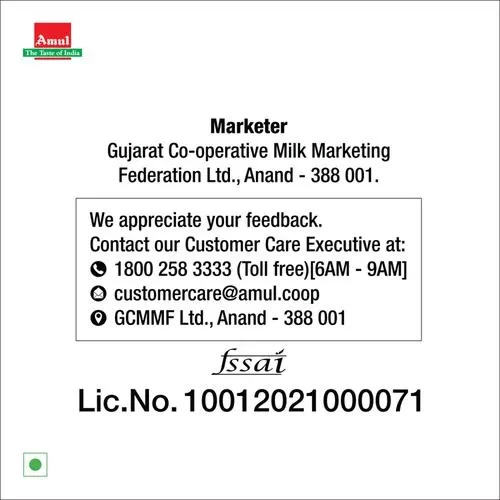 Amul
The Taste of India
Marketer
Gujarat Co-operative Milk Marketing
Federation Ltd., Anand - 388 001.
We appreciate your feedback.
Contact our Customer Care Executive at:
1800 258 3333 (Toll free)[6AM - 9AM]
customercare@amul.coop
GCMMF Ltd., Anand - 388 001
fssai
Lic.No. 10012021000071